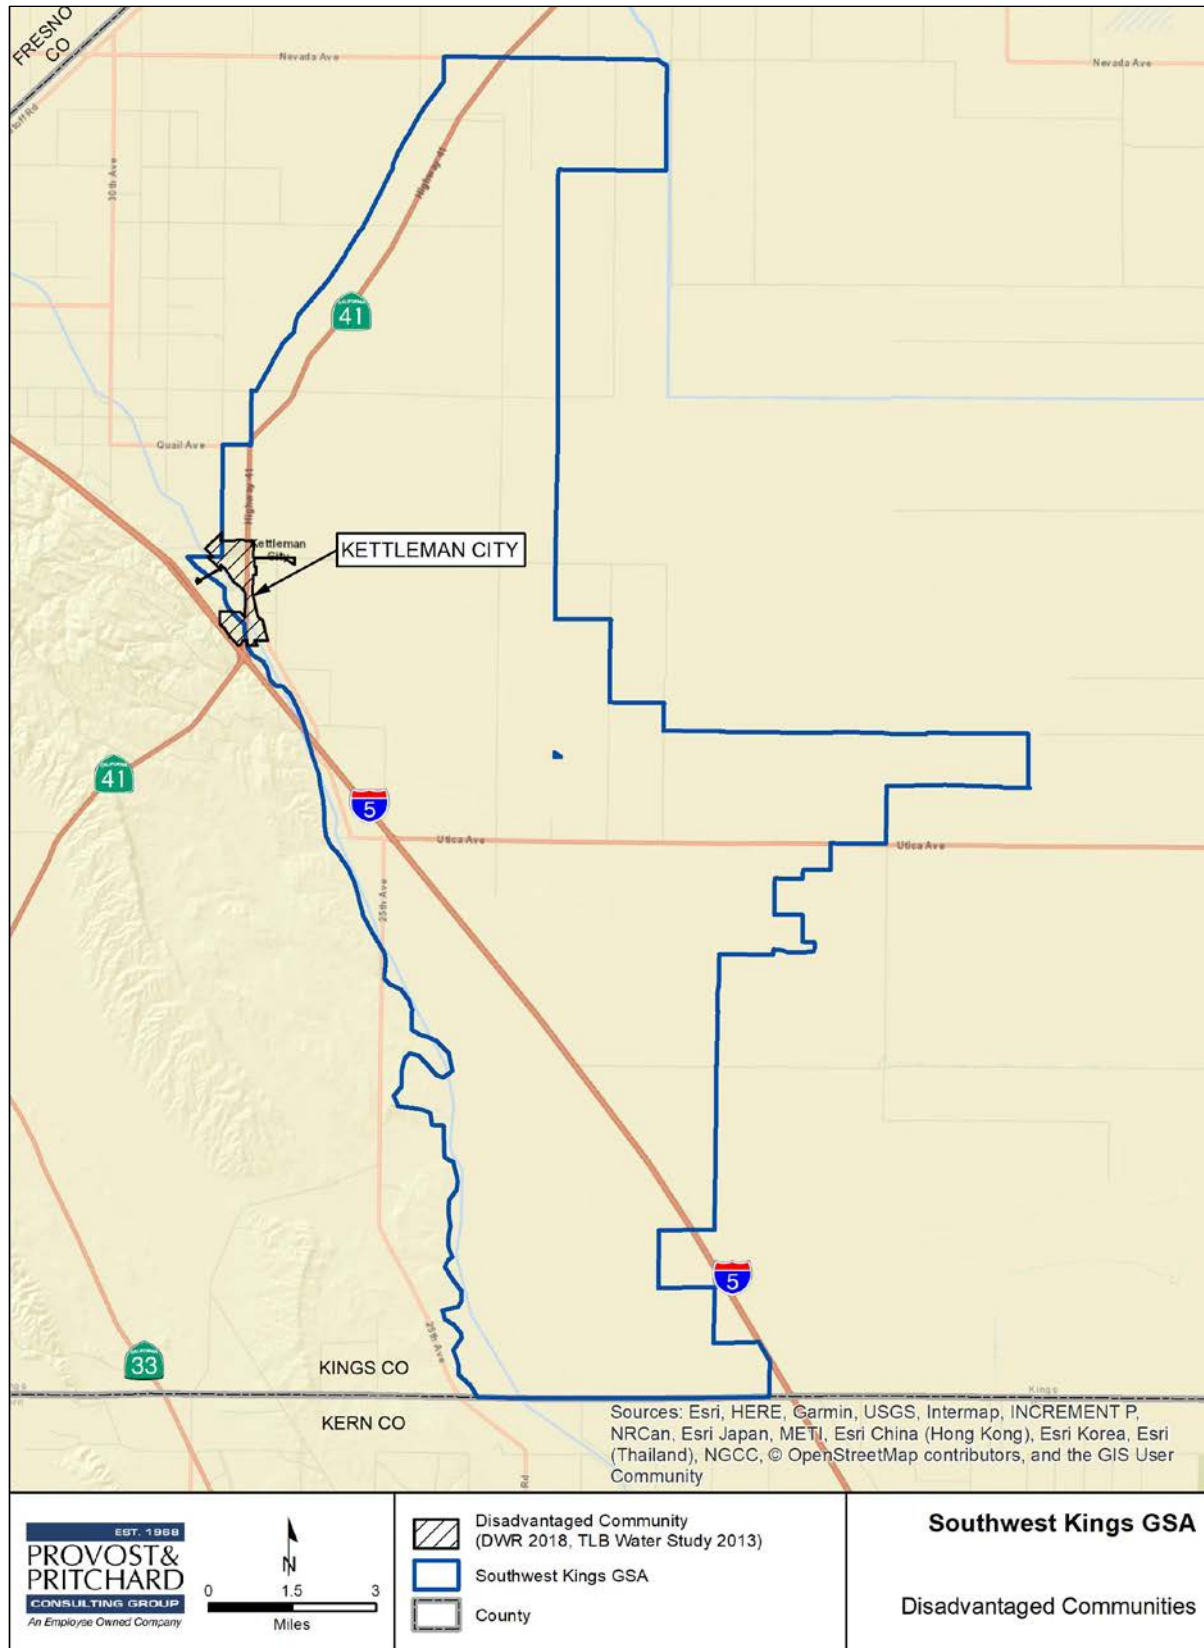 FRESNO
CO
Nevada Ave
Nevada Ave
30th Ave
Highway 41
CALIFORNIA
41
Quail Ave
Highway 41
Kettleman
City
KETTLEMAN CITY
CALIFORNIA
41
5
Utica Ave
Utica Ave
25th Ave
5
CALIFORNIA
33
25th Ave
KINGS CO
Kings
KERN CO
Rd
Sources: Esri, HERE, Garmin, USGS, Intermap, INCREMENT P,
NRCan, Esri Japan, METI, Esri China (Hong Kong), Esri Korea, Esri
(Thailand), NGCC, © OpenStreetMap contributors, and the GIS User
Community
EST. 1968
PROVOST&
PRITCHARD
CONSULTING GROUP
An Employee Owned Company
N
0 1.5 3
Miles
Disadvantaged Community
(DWR 2018, TLB Water Study 2013)
Southwest Kings GSA
County
Southwest Kings GSA
Disadvantaged Communities